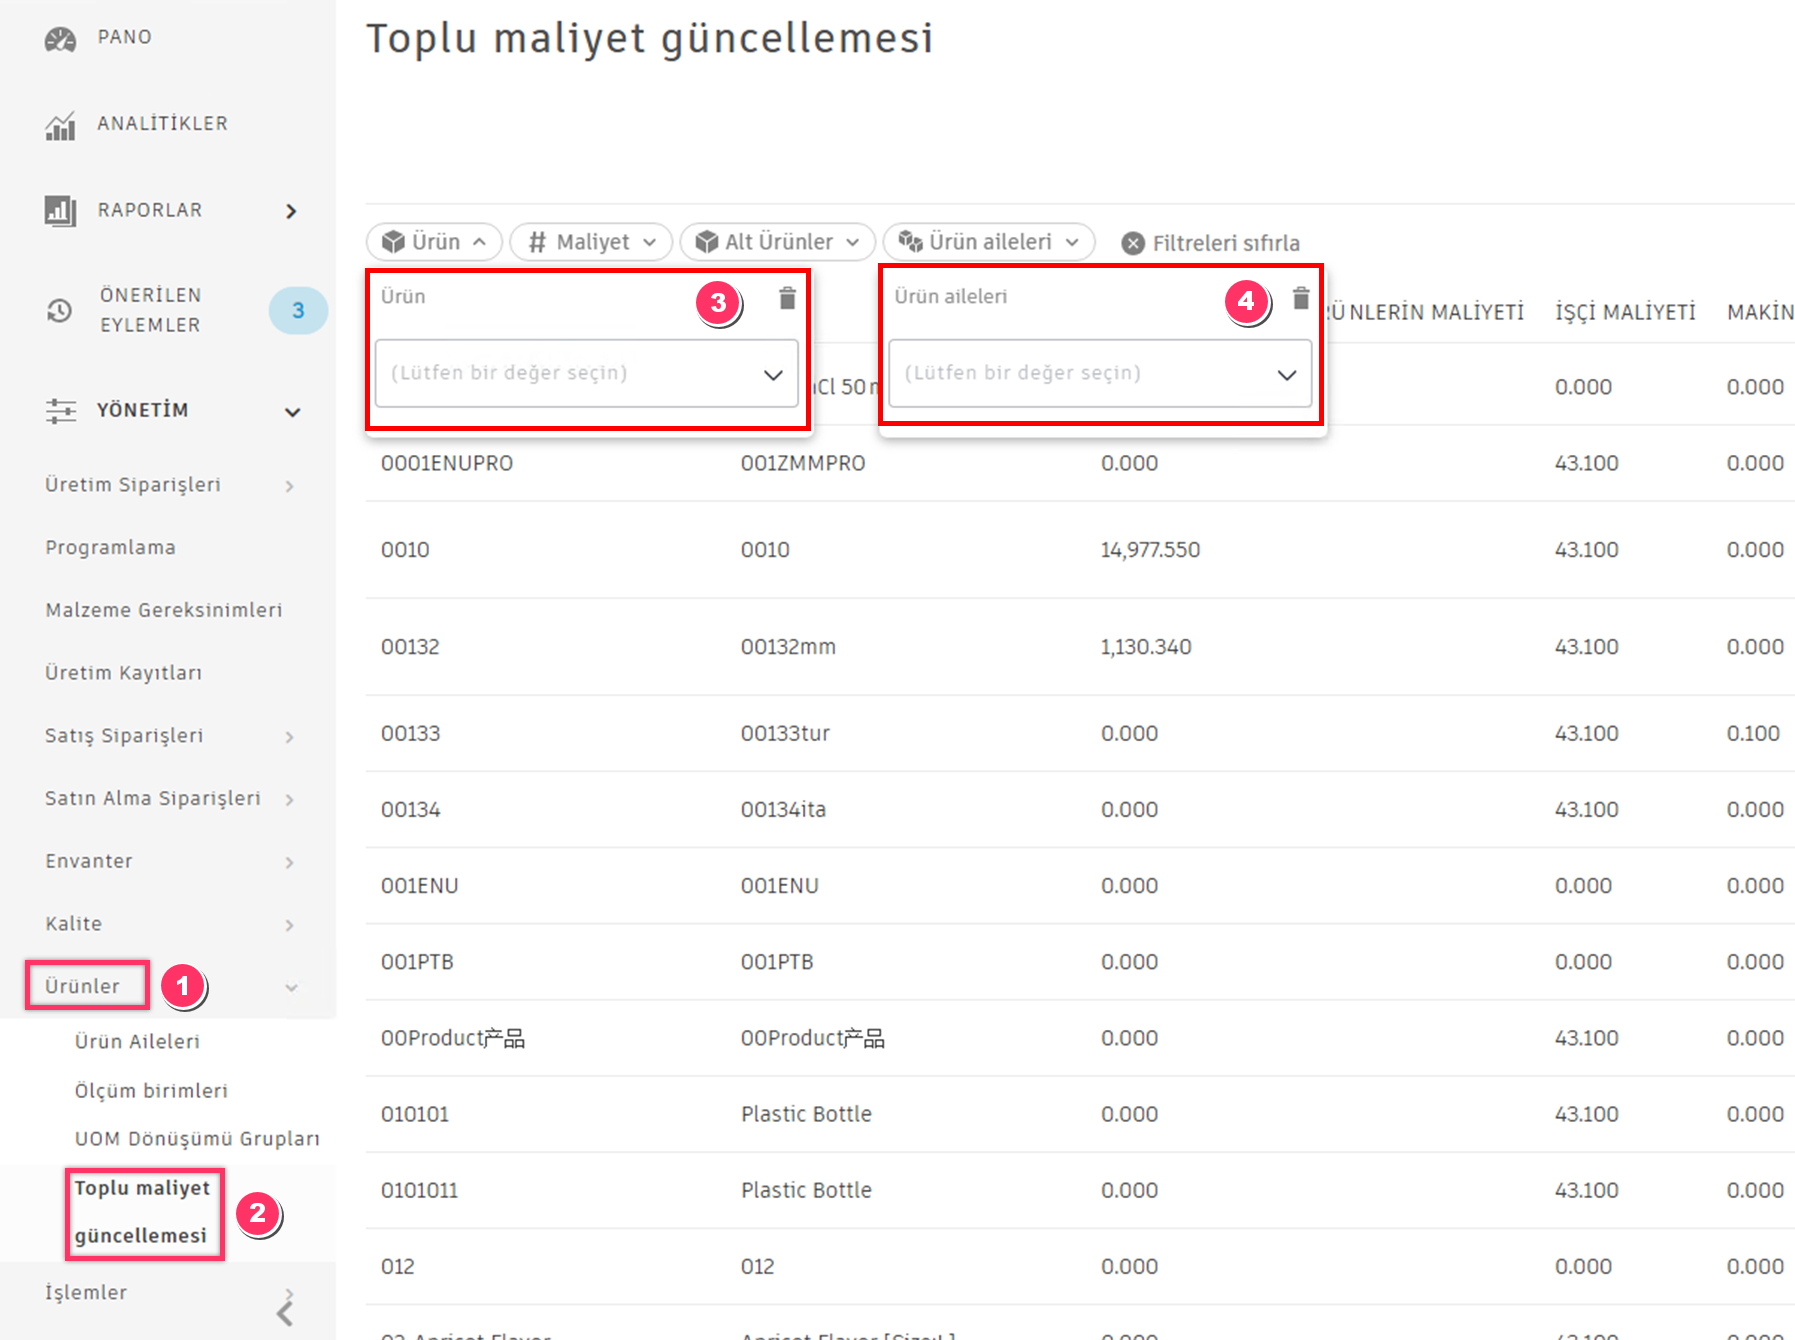 PANO
ANALİTİKLER
RAPORLAR
ÖNERİLEN
EYLEMLER
3
YÖNETİM
Üretim Siparişleri
Programlama
Malzeme Gereksinimleri
Üretim Kayıtları
Satış Siparişleri
Satın Alma Siparişleri
Envanter
Kalite
Ürünler
1
Ürün Aileleri
Ölçüm birimleri
UOM Dönüşümü Grupları
Toplu maliyet
güncellemesi
2
İşlemler
Toplu maliyet güncellemesi
Ürün # Maliyet Alt Ürünler Ürün aileleri Filtreleri sıfırla
Ürün 3
(Lütfen bir değer seçin)
Ürün aileleri 4
(Lütfen bir değer seçin)
ÜNLERİN MALİYETİ İŞÇİ MALİYETİ MAKİN
Cl 50 0.000 0.000
0001ENUPRO 001ZMMPRO 0.000 43.100 0.000
0010 0010 14,977.550 43.100 0.000
00132 00132mm 1,130.340 43.100 0.000
00133 00133tur 0.000 43.100 0.100
00134 00134ita 0.000 43.100 0.000
001ENU 001ENU 0.000 0.000 0.000
001PTB 001PTB 0.000 0.000 0.000
00Product产品 00Product产品 0.000 43.100 0.000
010101 Plastic Bottle 0.000 43.100 0.000
0101011 Plastic Bottle 0.000 43.100 0.000
012 012 0.000 0.000 0.000